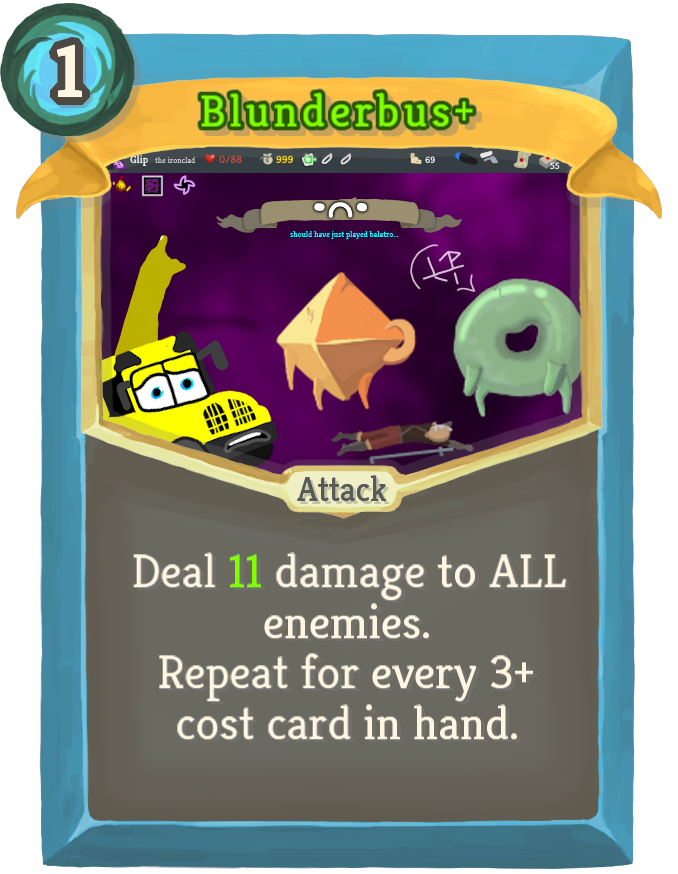 1
Blunderbus+
Glip the ironclad 0/88 999 69 55
should have just played balatro...
Attack
Deal 11 damage to ALL
enemies.
Repeat for every 3+
cost card in hand.